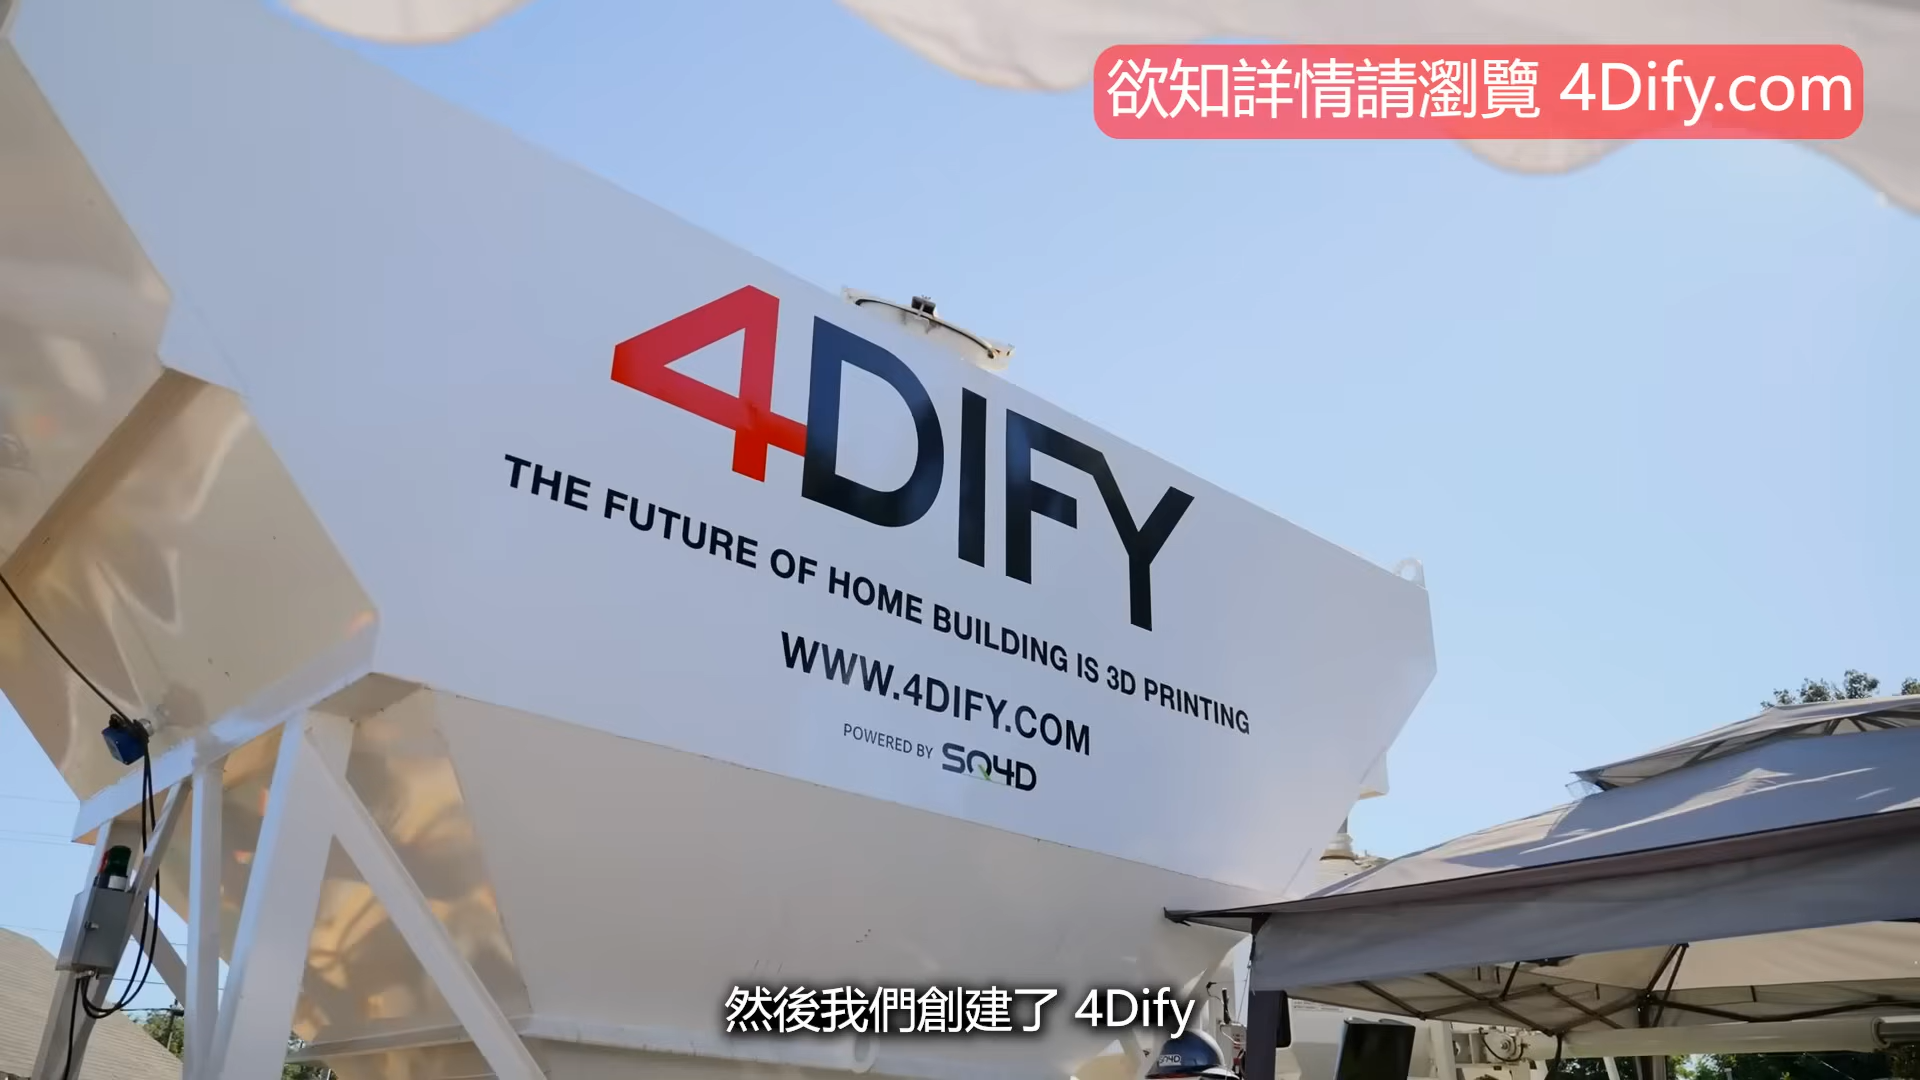 欲知詳情請瀏覽 4Dify.com
4DIFY
THE FUTURE OF HOME BUILDING IS 3D PRINTING
WWW.4DIFY.COM
POWERED BY SQ4D
然後我們創建了 4Dify